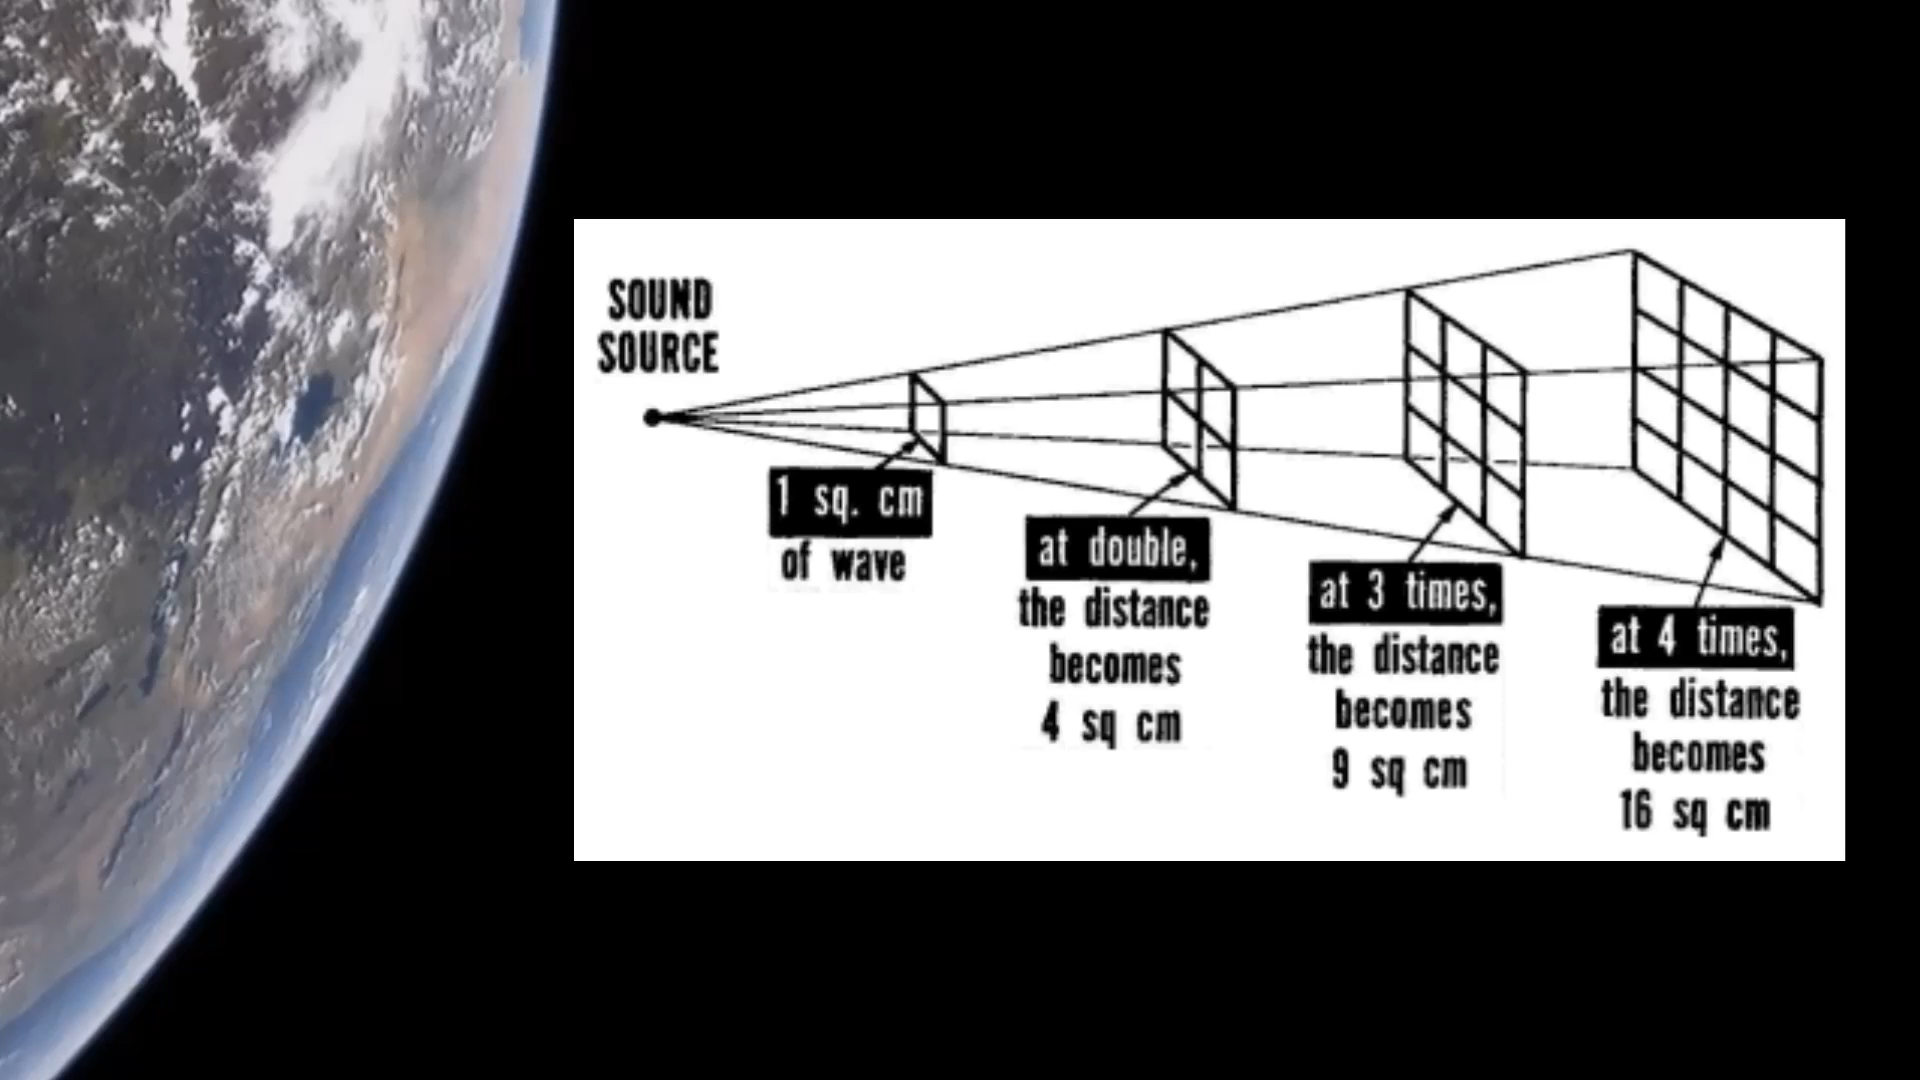 SOUND
SOURCE
1 sq. cm
of wave
at double,
the distance
becomes
4 sq cm
at 3 times,
the distance
becomes
9 sq cm
at 4 times,
the distance
becomes
16 sq cm